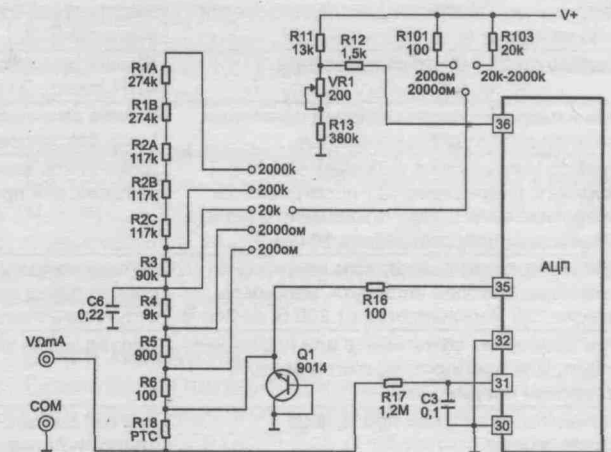 V+
R11
13k
R12
1,5k
R101
100
R103
20k
R1A
274k
VR1
200
200ом
2000ом
20k-2000k
R1B
274k
36
R13
380k
R2A
117k
2000k
R2B
117k
200k
20k
R2C
117k
2000ом
200ом
R3
90k
АЦП
C6
0,22
R4
9k
35
R16
100
VΩmA
R5
900
32
Q1
9014
R6
100
31
R17
1,2M
C3
0,1
COM
R18
PTC
30